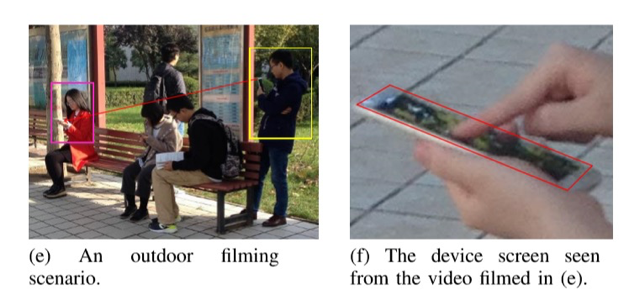 (e) An outdoor filming
scenario.
(f) The device screen seen
from the video filmed in (e).